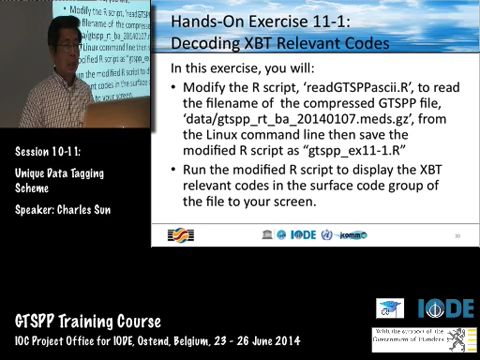 Hands-On Exercise 11-1:
Decoding XBT Relevant Codes
In this exercise, you will:
• Modify the R script, ‘readGTSPPascii.R’, to read
the filename of the compressed GTSPP file,
‘data/gtspp_rt_ba_20140107.meds.gz’, from
the Linux command line then save the
modified R script as “gtspp_ex11-1.R”
• Run the modified R script to display the XBT
relevant codes in the surface code group of
the file to your screen.
IODE
jcomm
Session 10-11:
Unique Data Tagging
Scheme
Speaker: Charles Sun
GTSPP Training Course
IOC Project Office for IODE, Ostend, Belgium, 23 - 26 June 2014
IODE
With the support of the
Government of Flanders